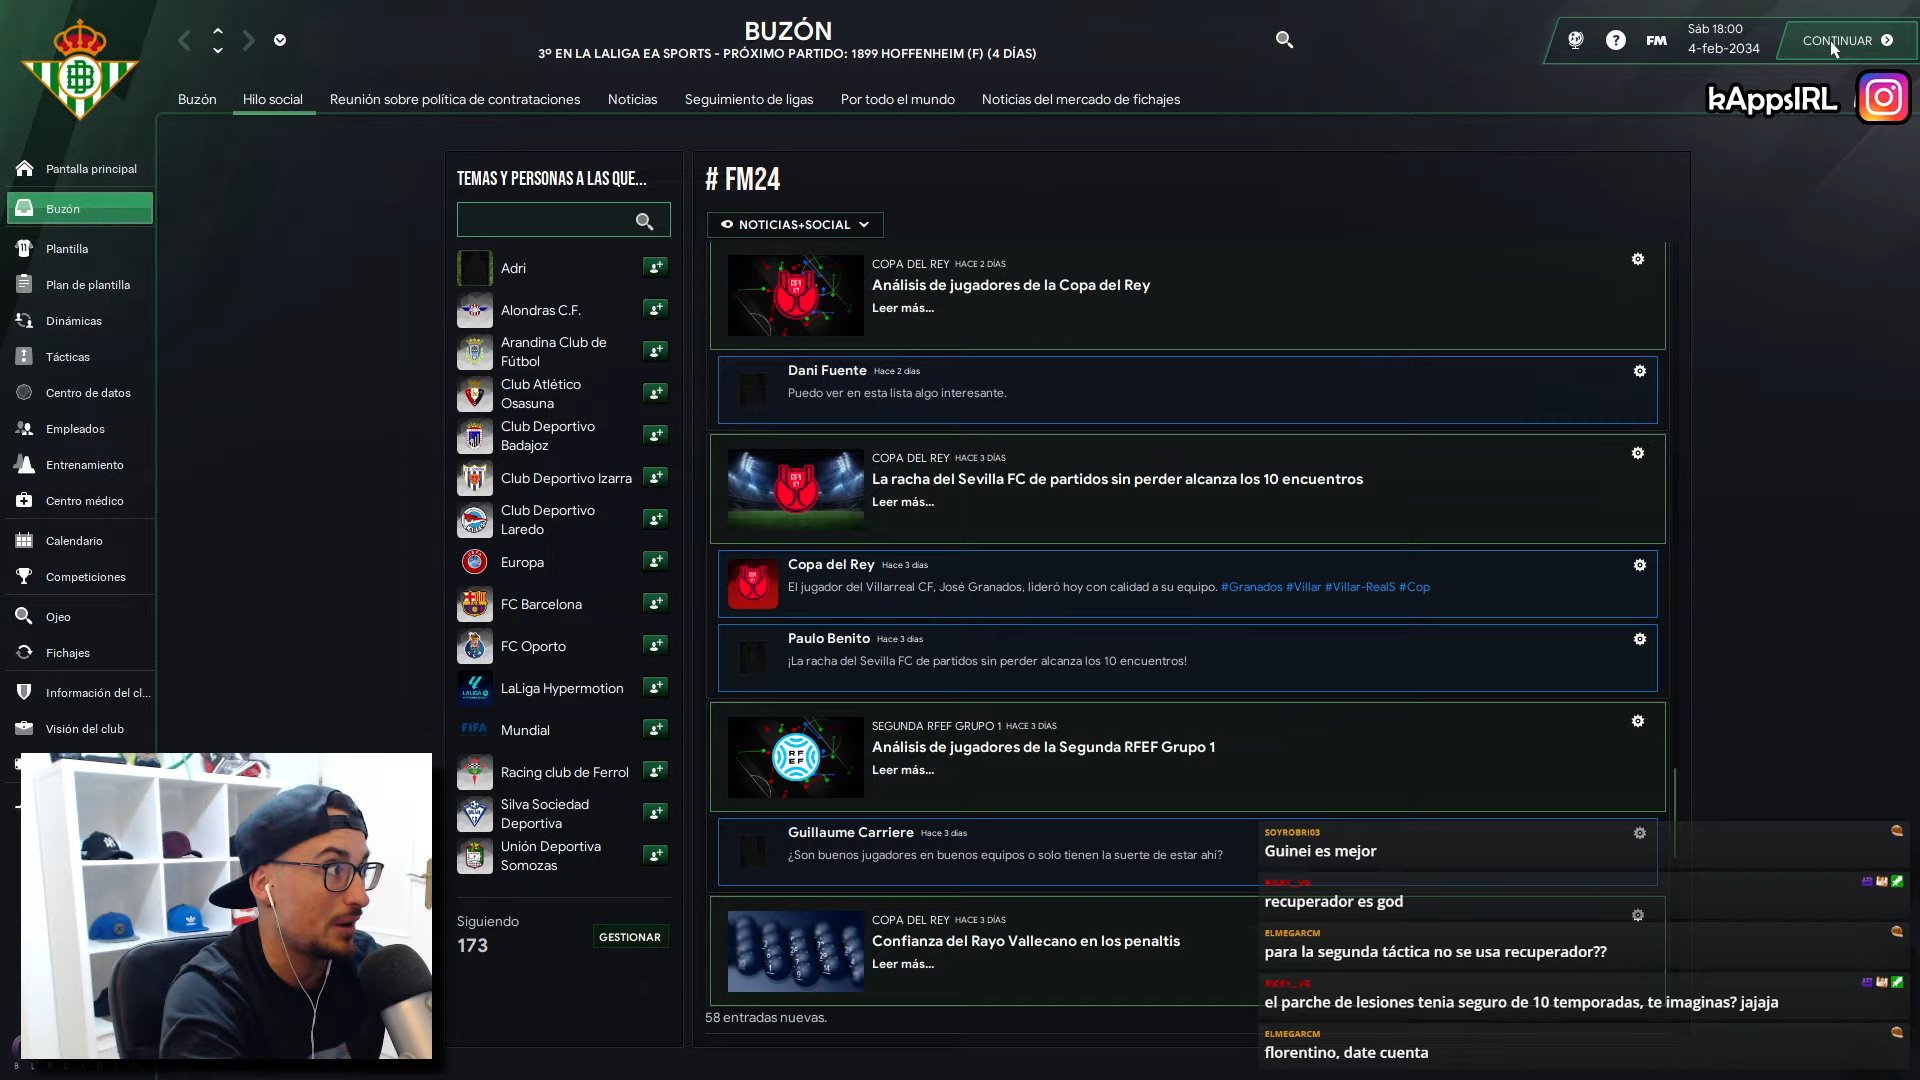 BUZÓN
3º EN LA LALIGA EA SPORTS - PRÓXIMO PARTIDO: 1899 HOFFENHEIM (F) (4 DÍAS)
FM
Sáb 18:00
4-feb-2034
CONTINUAR
kAppsIRL
Buzón
Hilo social
Reunión sobre política de contrataciones
Noticias
Seguimiento de ligas
Por todo el mundo
Noticias del mercado de fichajes
Pantalla principal
Buzón
Plantilla
Plan de plantilla
Dinámicas
Tácticas
Centro de datos
Empleados
Entrenamiento
Centro médico
Calendario
Competiciones
Ojeo
Fichajes
Información del cl...
Visión del club
TEMAS Y PERSONAS A LAS QUE...
Adri
Alondras C.F.
Arandina Club de
Fútbol
Club Atlético
Osasuna
Club Deportivo
Badajoz
Club Deportivo Izarra
Club Deportivo
Laredo
Europa
FC Barcelona
FC Oporto
LaLiga Hypermotion
FIFA
Mundial
Racing club de Ferrol
Silva Sociedad
Deportiva
Unión Deportiva
Somozas
Siguiendo
173
GESTIONAR
# FM24
NOTICIAS+SOCIAL
COPA DEL REY HACE 2 DÍAS
Análisis de jugadores de la Copa del Rey
Leer más...
Dani Fuente Hace 2 días
Puedo ver en esta lista algo interesante.
COPA DEL REY HACE 3 DÍAS
La racha del Sevilla FC de partidos sin perder alcanza los 10 encuentros
Leer más...
Copa del Rey Hace 3 días
El jugador del Villarreal CF, José Granados, lideró hoy con calidad a su equipo. #Granados #Villar #Villar-RealS #Cop
Paulo Benito Hace 3 días
¡La racha del Sevilla FC de partidos sin perder alcanza los 10 encuentros!
SEGUNDA RFEF GRUPO 1 HACE 3 DÍAS
Análisis de jugadores de la Segunda RFEF Grupo 1
Leer más...
Guillaume Carriere Hace 3 días
¿Son buenos jugadores en buenos equipos o solo tienen la suerte de estar ahí?
COPA DEL REY HACE 3 DÍAS
Confianza del Rayo Vallecano en los penaltis
Leer más...
58 entradas nuevas.
SOYROBRI03
Guinei es mejor
RICKY_VG
recuperador es god
ELMEGARCM
para la segunda táctica no se usa recuperador??
RICKY_VG
el parche de lesiones tenia seguro de 10 temporadas, te imaginas? jajaja
ELMEGARCM
florentino, date cuenta